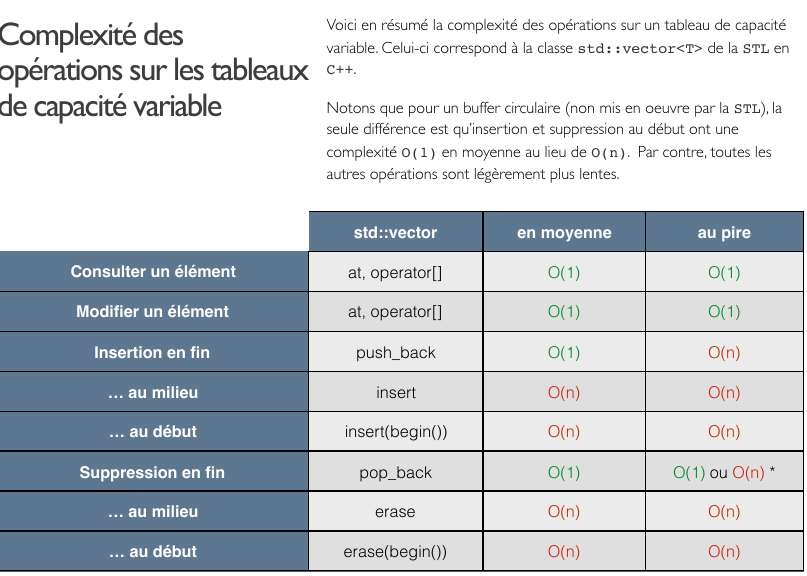 Complexité des
opérations sur les tableaux
de capacité variable
Voici en résumé la complexité des opérations sur un tableau de capacité
variable. Celui-ci correspond à la classe std::vector<T> de la STL en
C++.
Notons que pour un buffer circulaire (non mis en oeuvre par la STL), la
seule différence est qu'insertion et suppression au début ont une
complexité O(1) en moyenne au lieu de O(n). Par contre, toutes les
autres opérations sont légèrement plus lentes.
std::vector en moyenne au pire
Consulter un élément at, operator[] O(1) O(1)
Modifier un élément at, operator[] O(1) O(1)
Insertion en fin push_back O(1) O(n)
… au milieu insert O(n) O(n)
… au début insert(begin()) O(n) O(n)
Suppression en fin pop_back O(1) O(1) ou O(n) *
… au milieu erase O(n) O(n)
… au début erase(begin()) O(n) O(n)